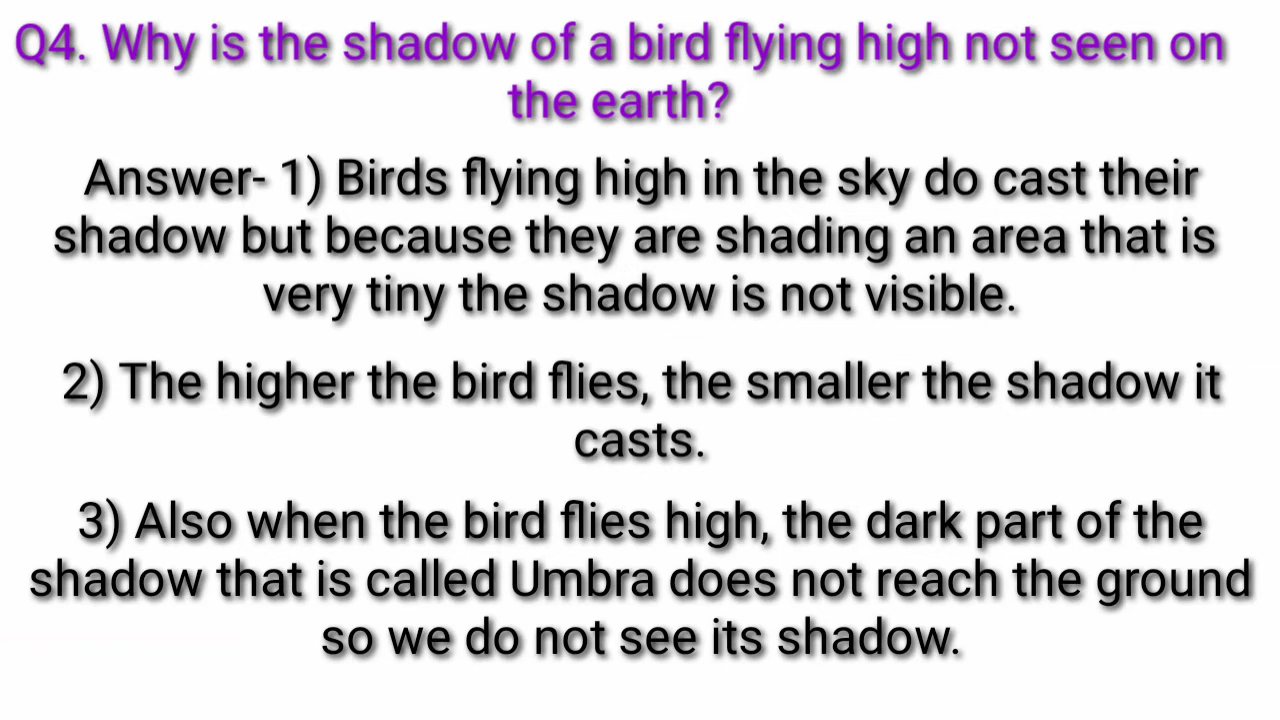 Q4. Why is the shadow of a bird flying high not seen on
the earth?
Answer- 1) Birds flying high in the sky do cast their
shadow but because they are shading an area that is
very tiny the shadow is not visible.
2) The higher the bird flies, the smaller the shadow it
casts.
3) Also when the bird flies high, the dark part of the
shadow that is called Umbra does not reach the ground
so we do not see its shadow.